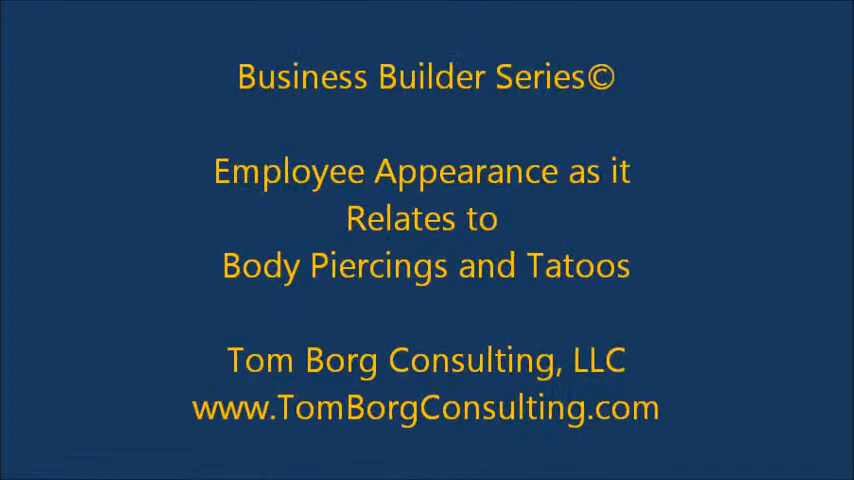 Business Builder Series©
Employee Appearance as it
Relates to
Body Piercings and Tatoos
Tom Borg Consulting, LLC
www.TomBorgConsulting.com